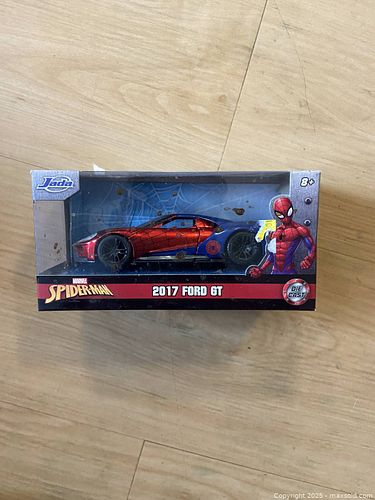 Jada
8+
MARVEL
SPIDER-MAN
2017 FORD GT
DIE CAST
Copyright 2025 - maxsold.com